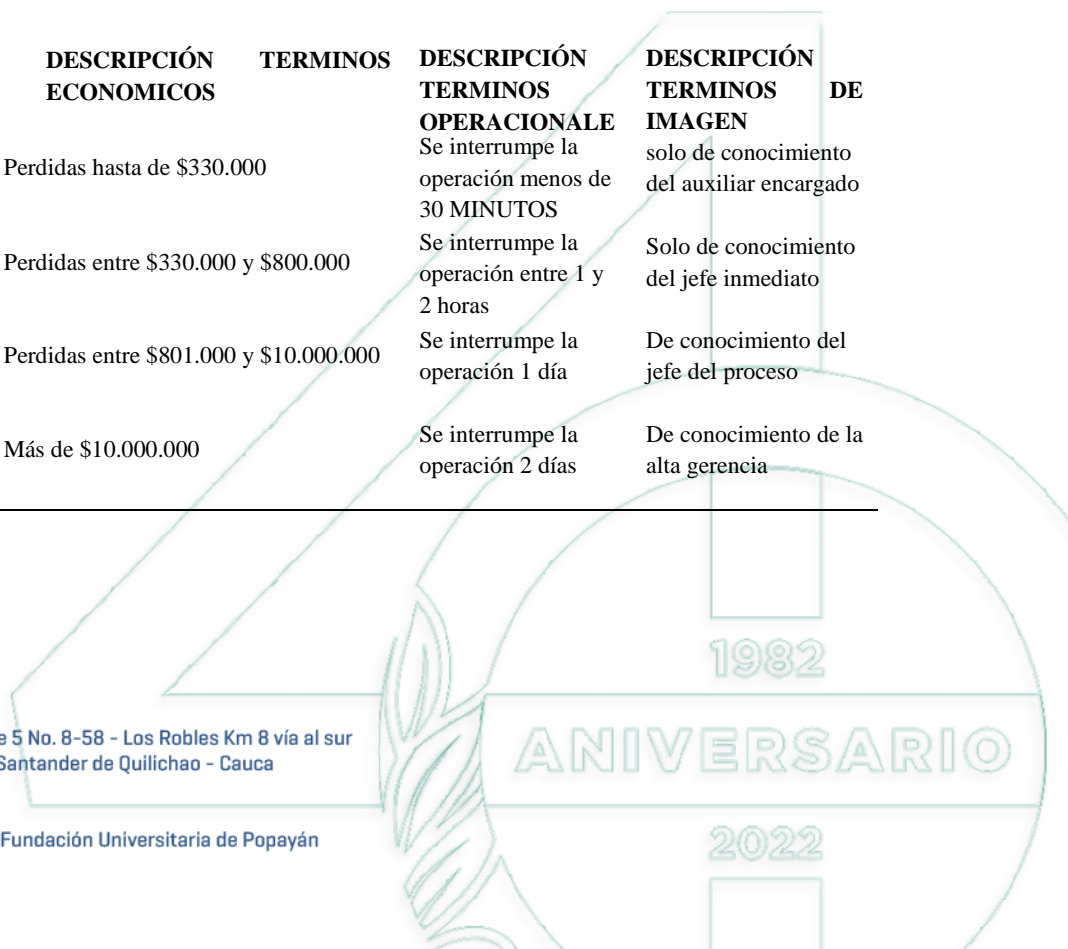 DESCRIPCIÓN TERMINOS ECONOMICOS
DESCRIPCIÓN TERMINOS OPERACIONALE
DESCRIPCIÓN TERMINOS DE IMAGEN
Perdidas hasta de $330.000
Se interrumpe la
operación menos de
30 MINUTOS
solo de conocimiento
del auxiliar encargado
Perdidas entre $330.000 y $800.000
Se interrumpe la
operación entre 1 y
2 horas
Solo de conocimiento
del jefe inmediato
Perdidas entre $801.000 y $10.000.000
Se interrumpe la
operación 1 día
De conocimiento del
jefe del proceso
Más de $10.000.000
Se interrumpe la
operación 2 días
De conocimiento de la
alta gerencia
1982
ANIVERSARIO
2022
e 5 No. 8-58 - Los Robles Km 8 vía al sur
Santander de Quilichao - Cauca
Fundación Universitaria de Popayán